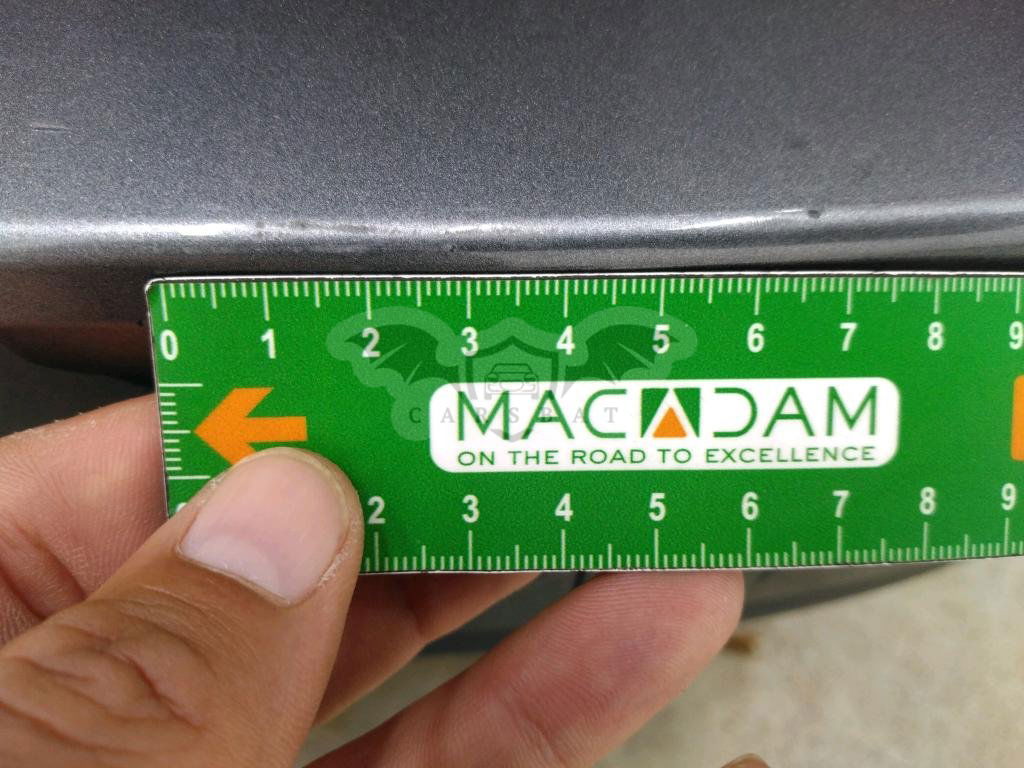 0 1 2 3 4 5 6 7 8 9
CARSBAT
MACADAM
ON THE ROAD TO EXCELLENCE
2 3 4 5 6 7 8 9